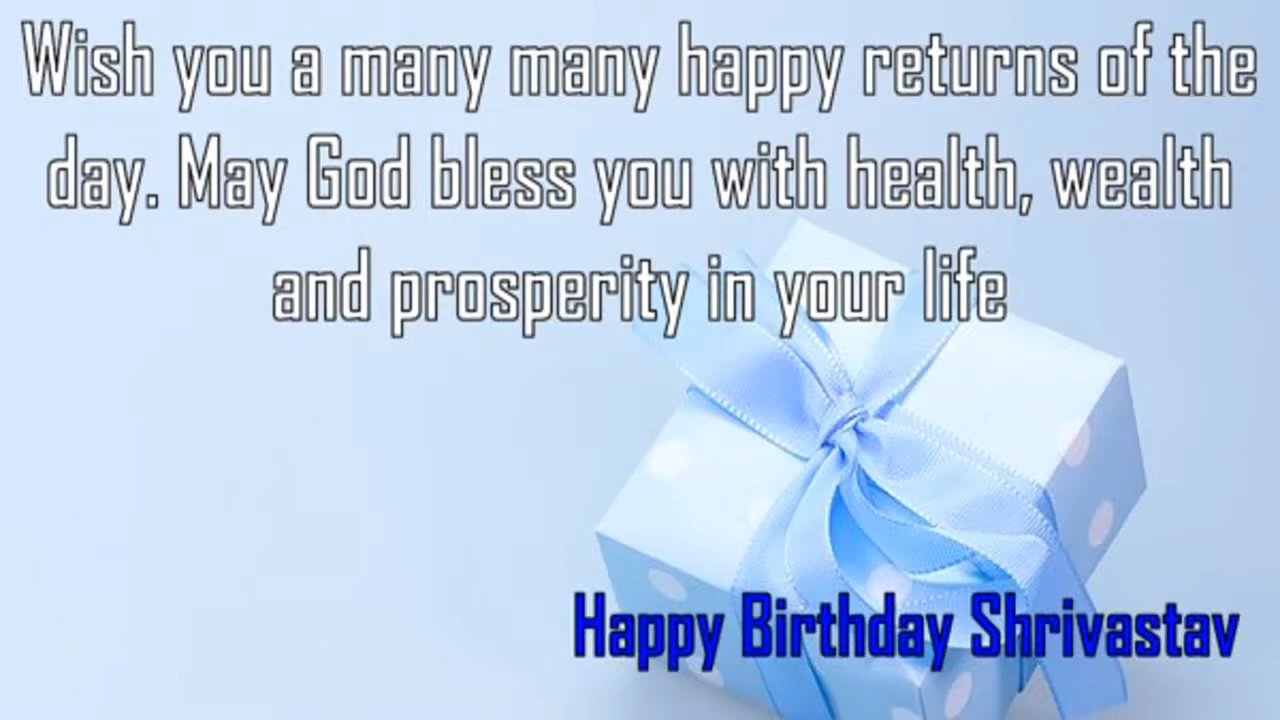 Wish you a many many happy returns of the
day. May God bless you with health, wealth
and prosperity in your life
Happy Birthday Shrivastav